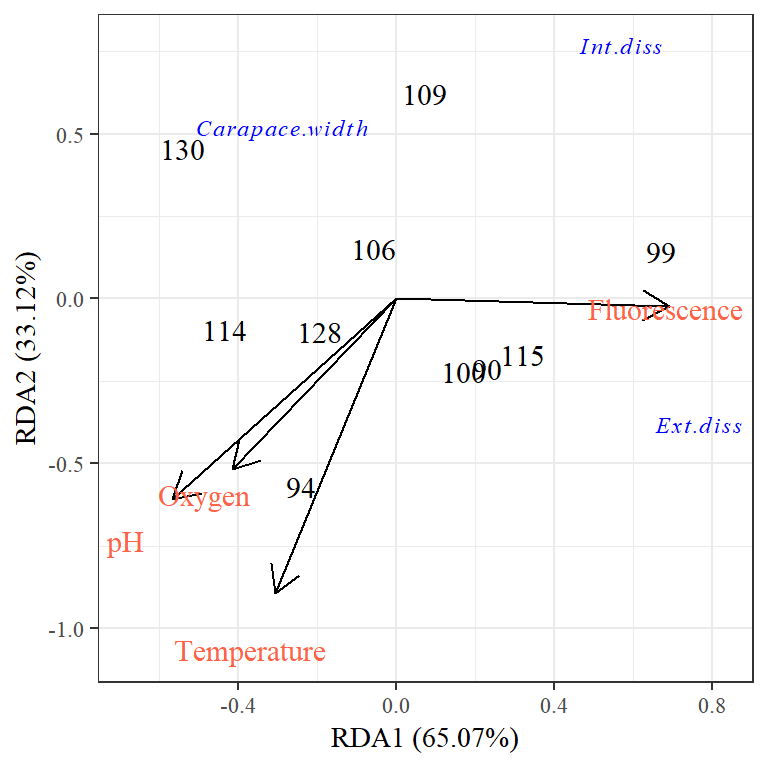 Int.diss
109
Carapace.width
0.5
130
106
99
0.0
Fluorescence
114
128
115
100
90
Ext.diss
-0.5
94
Oxygen
pH
-1.0
Temperature
-0.4
0.0
0.4
0.8
RDA1 (65.07%)
RDA2 (33.12%)